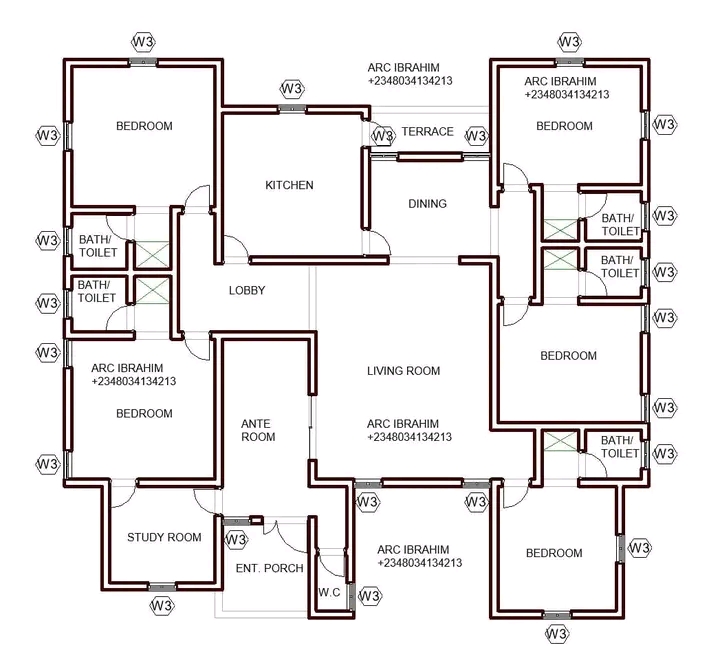 W3
W3
ARC IBRAHIM
+2348034134213
ARC IBRAHIM
+2348034134213
W3
BEDROOM
W3
W3
TERRACE
W3
BEDROOM
W3
KITCHEN
DINING
W3
BATH/
TOILET
BATH/
TOILET
W3
BATH/
TOILET
W3
BATH/
TOILET
W3
LOBBY
W3
W3
BEDROOM
ARC IBRAHIM
+2348034134213
LIVING ROOM
BEDROOM
W3
ANTE
ROOM
ARC IBRAHIM
+2348034134213
W3
BATH/
TOILET
W3
W3
W3
STUDY ROOM
W3
ARC IBRAHIM
+2348034134213
BEDROOM
W3
ENT. PORCH
W.C
W3
W3
W3